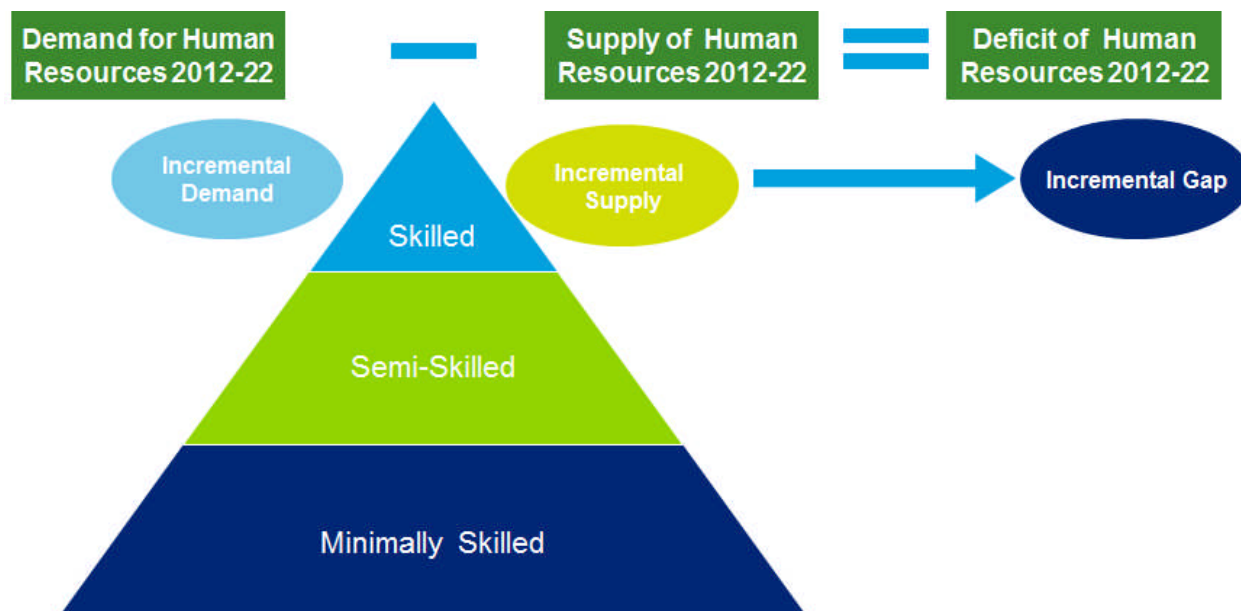 Demand for Human
Resources 2012-22
Supply of Human
Resources 2012-22
Deficit of Human
Resources 2012-22
Incremental
Demand
Incremental
Supply
Incremental Gap
Skilled
Semi-Skilled
Minimally Skilled